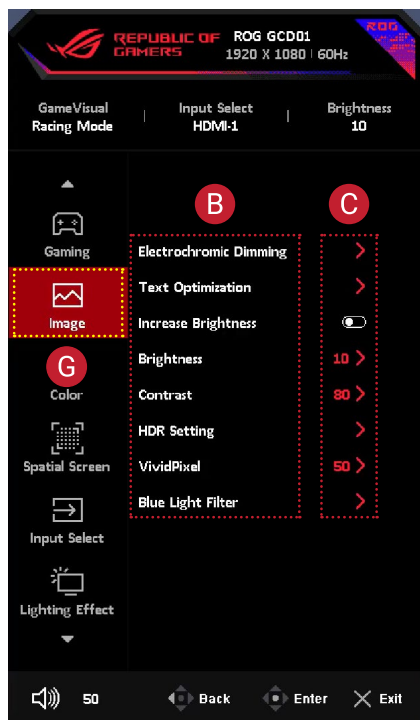 REPUBLIC OF
GAMERS
ROG GCD01
1920 X 1080 | 60Hz
ROG
GameVisual
Racing Mode
Input Select
HDMI-1
Brightness
10
B
C
Gaming
Image
G
Color
Spatial Screen
Input Select
Lighting Effect
Electrochromic Dimming
Text Optimization
Increase Brightness
Brightness 10
Contrast 80
HDR Setting
VividPixel 50
Blue Light Filter
50 Back Enter Exit